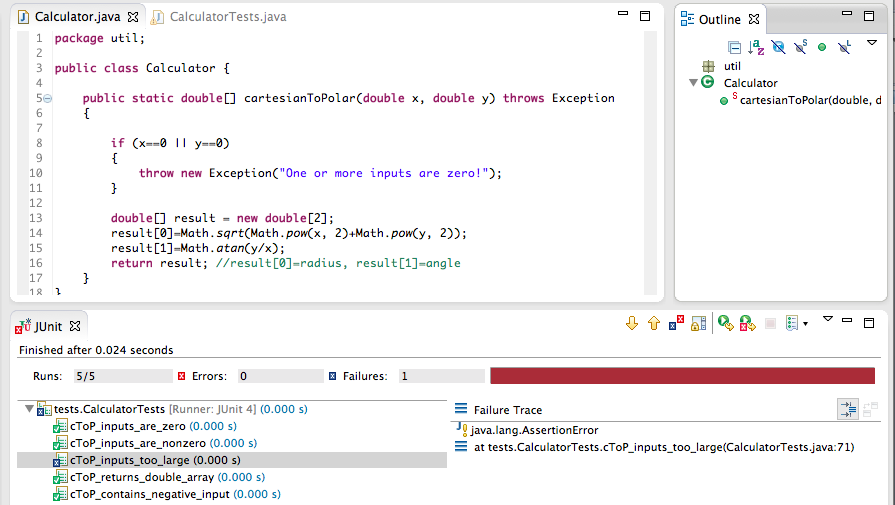 Calculator.java
CalculatorTests.java
1 package util;
2
3 public class Calculator {
4
5 public static double[] cartesianToPolar(double x, double y) throws Exception
6 {
7
8 if (x==0 || y==0)
9 {
10 throw new Exception("One or more inputs are zero!");
11 }
12
13 double[] result = new double[2];
14 result[0]=Math.sqrt(Math.pow(x, 2)+Math.pow(y, 2));
15 result[1]=Math.atan(y/x);
16 return result; //result[0]=radius, result[1]=angle
17 }
18 }
Outline
util
Calculator
S cartesianToPolar(double, d
JUnit
Finished after 0.024 seconds
Runs: 5/5 Errors: 0 Failures: 1
tests.CalculatorTests [Runner: JUnit 4] (0.000 s)
cToP_inputs_are_zero (0.000 s)
cToP_inputs_are_nonzero (0.000 s)
cToP_inputs_too_large (0.000 s)
cToP_returns_double_array (0.000 s)
cToP_contains_negative_input (0.000 s)
Failure Trace
java.lang.AssertionError
at tests.CalculatorTests.cToP_inputs_too_large(CalculatorTests.java:71)